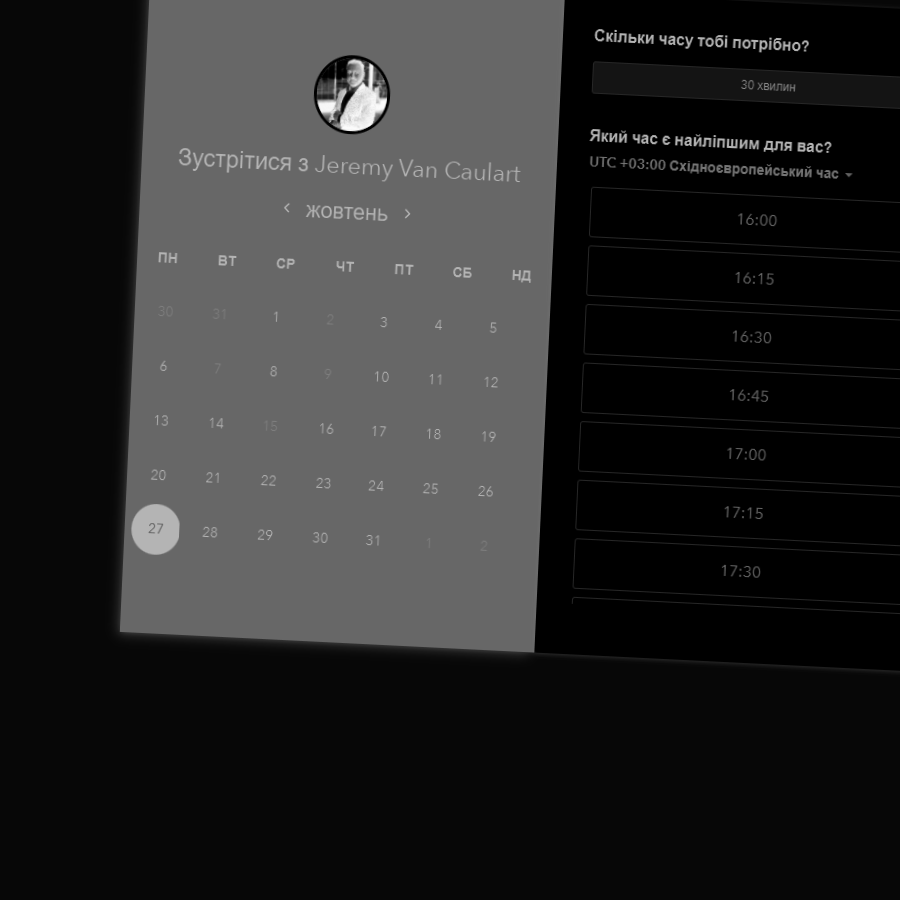 Зустрітися з Jeremy Van Caulart
жовтень
ПН ВТ СР ЧТ ПТ СБ НД
30 31 1 2 3 4 5
6 7 8 9 10 11 12
13 14 15 16 17 18 19
20 21 22 23 24 25 26
27 28 29 30 31 1 2
Скільки часу тобі потрібно?
30 хвилин
Який час є найліпшим для вас?
UTC +03:00 Східноєвропейський час
16:00
16:15
16:30
16:45
17:00
17:15
17:30